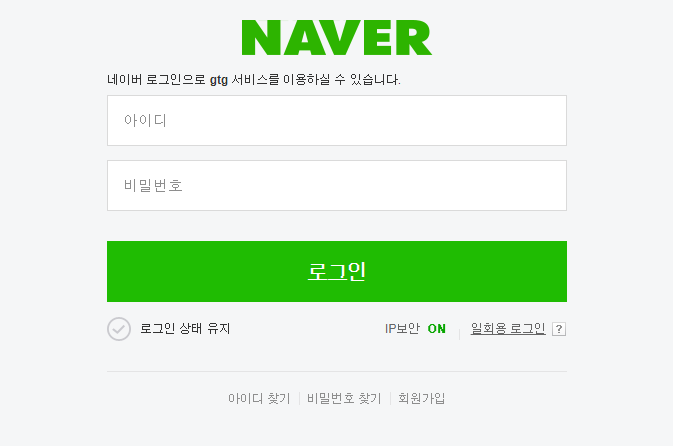 NAVER
네이버 로그인으로 gtg 서비스를 이용하실 수 있습니다.
아이디
비밀번호
로그인
로그인 상태 유지 IP보안 ON 일회용 로그인 ?
아이디 찾기 비밀번호 찾기 회원가입